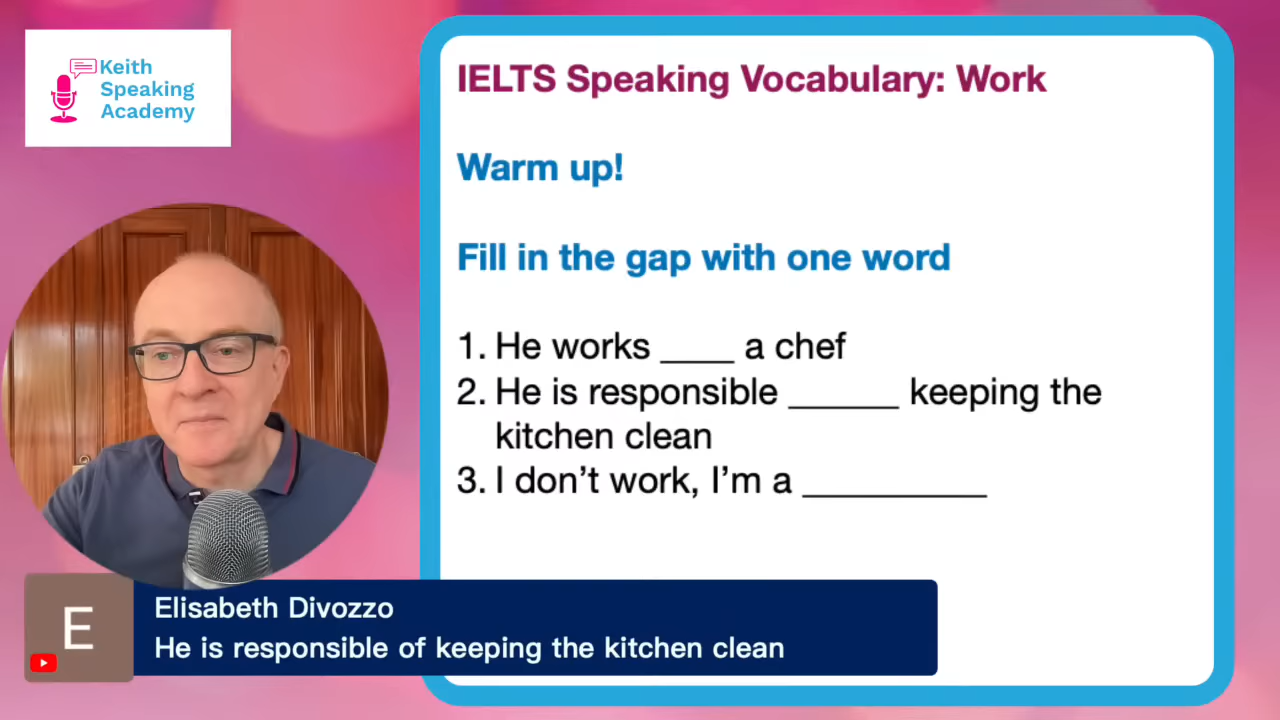 Keith
Speaking
Academy
IELTS Speaking Vocabulary: Work
Warm up!
Fill in the gap with one word
1. He works ____ a chef
2. He is responsible ______ keeping the
kitchen clean
3. I don’t work, I’m a __________
E
Elisabeth Divozzo
He is responsible of keeping the kitchen clean